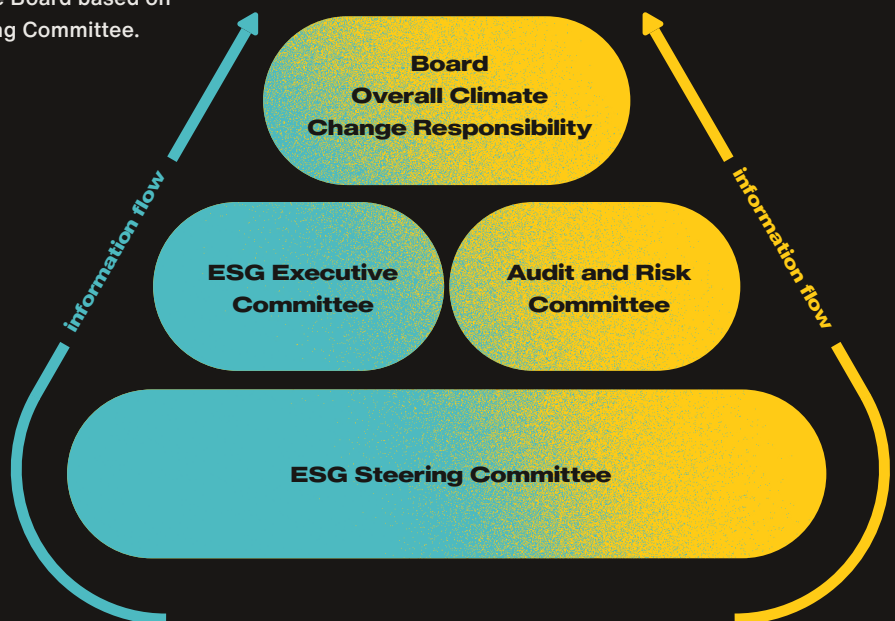 Board based on
ng Committee.
Board
Overall Climate
Change Responsibility
information flow
information flow
ESG Executive
Committee
Audit and Risk
Committee
ESG Steering Committee